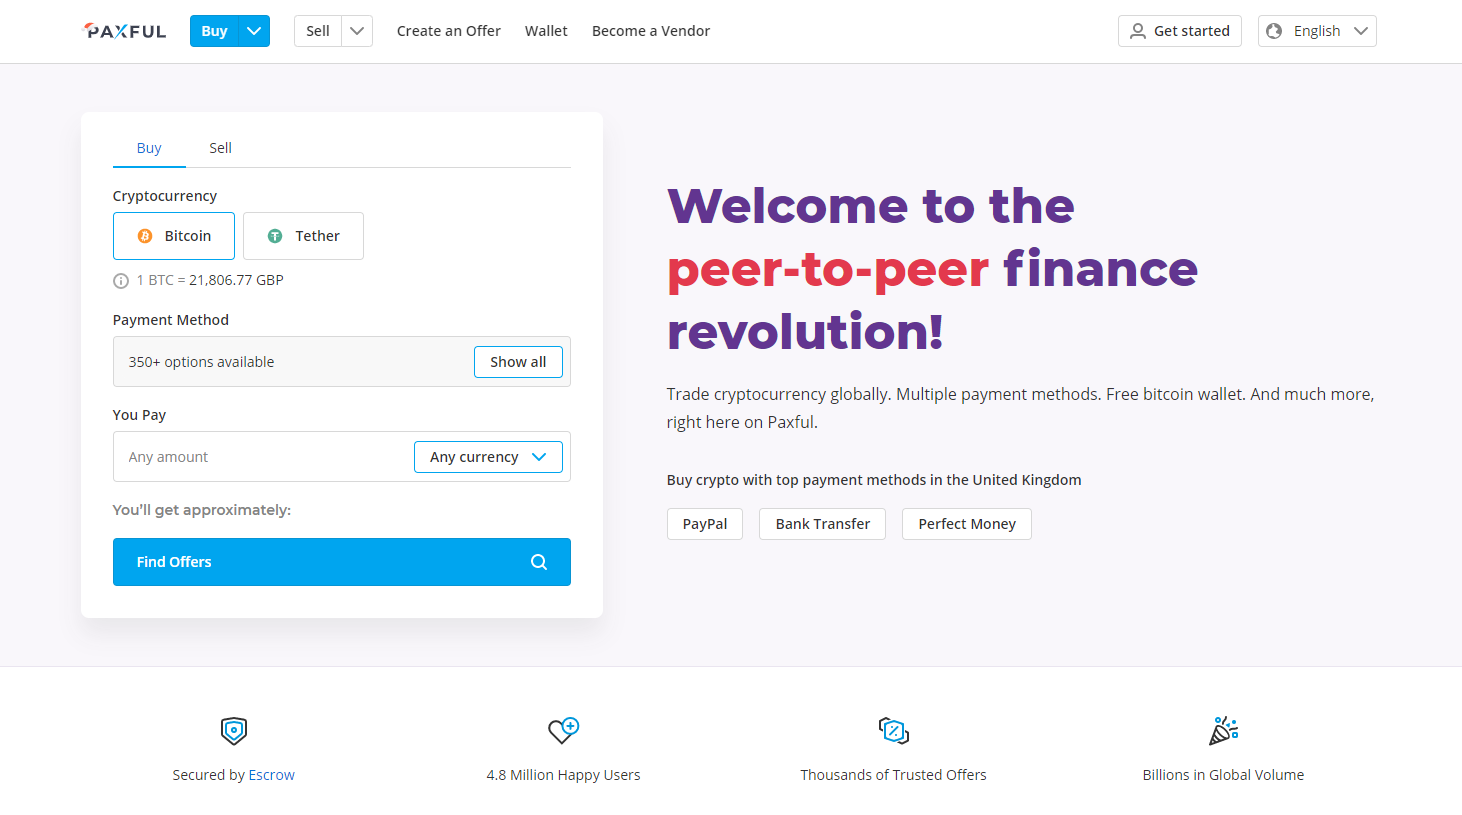 PAXFUL
Buy
Sell
Create an Offer
Wallet
Become a Vendor
Get started
English
Buy
Sell
Cryptocurrency
Bitcoin
Tether
1 BTC = 21,806.77 GBP
Payment Method
350+ options available
Show all
You Pay
Any amount
Any currency
You'll get approximately:
Find Offers
Welcome to the
peer-to-peer finance
revolution!
Trade cryptocurrency globally. Multiple payment methods. Free bitcoin wallet. And much more,
right here on Paxful.
Buy crypto with top payment methods in the United Kingdom
PayPal
Bank Transfer
Perfect Money
Secured by Escrow
4.8 Million Happy Users
Thousands of Trusted Offers
Billions in Global Volume